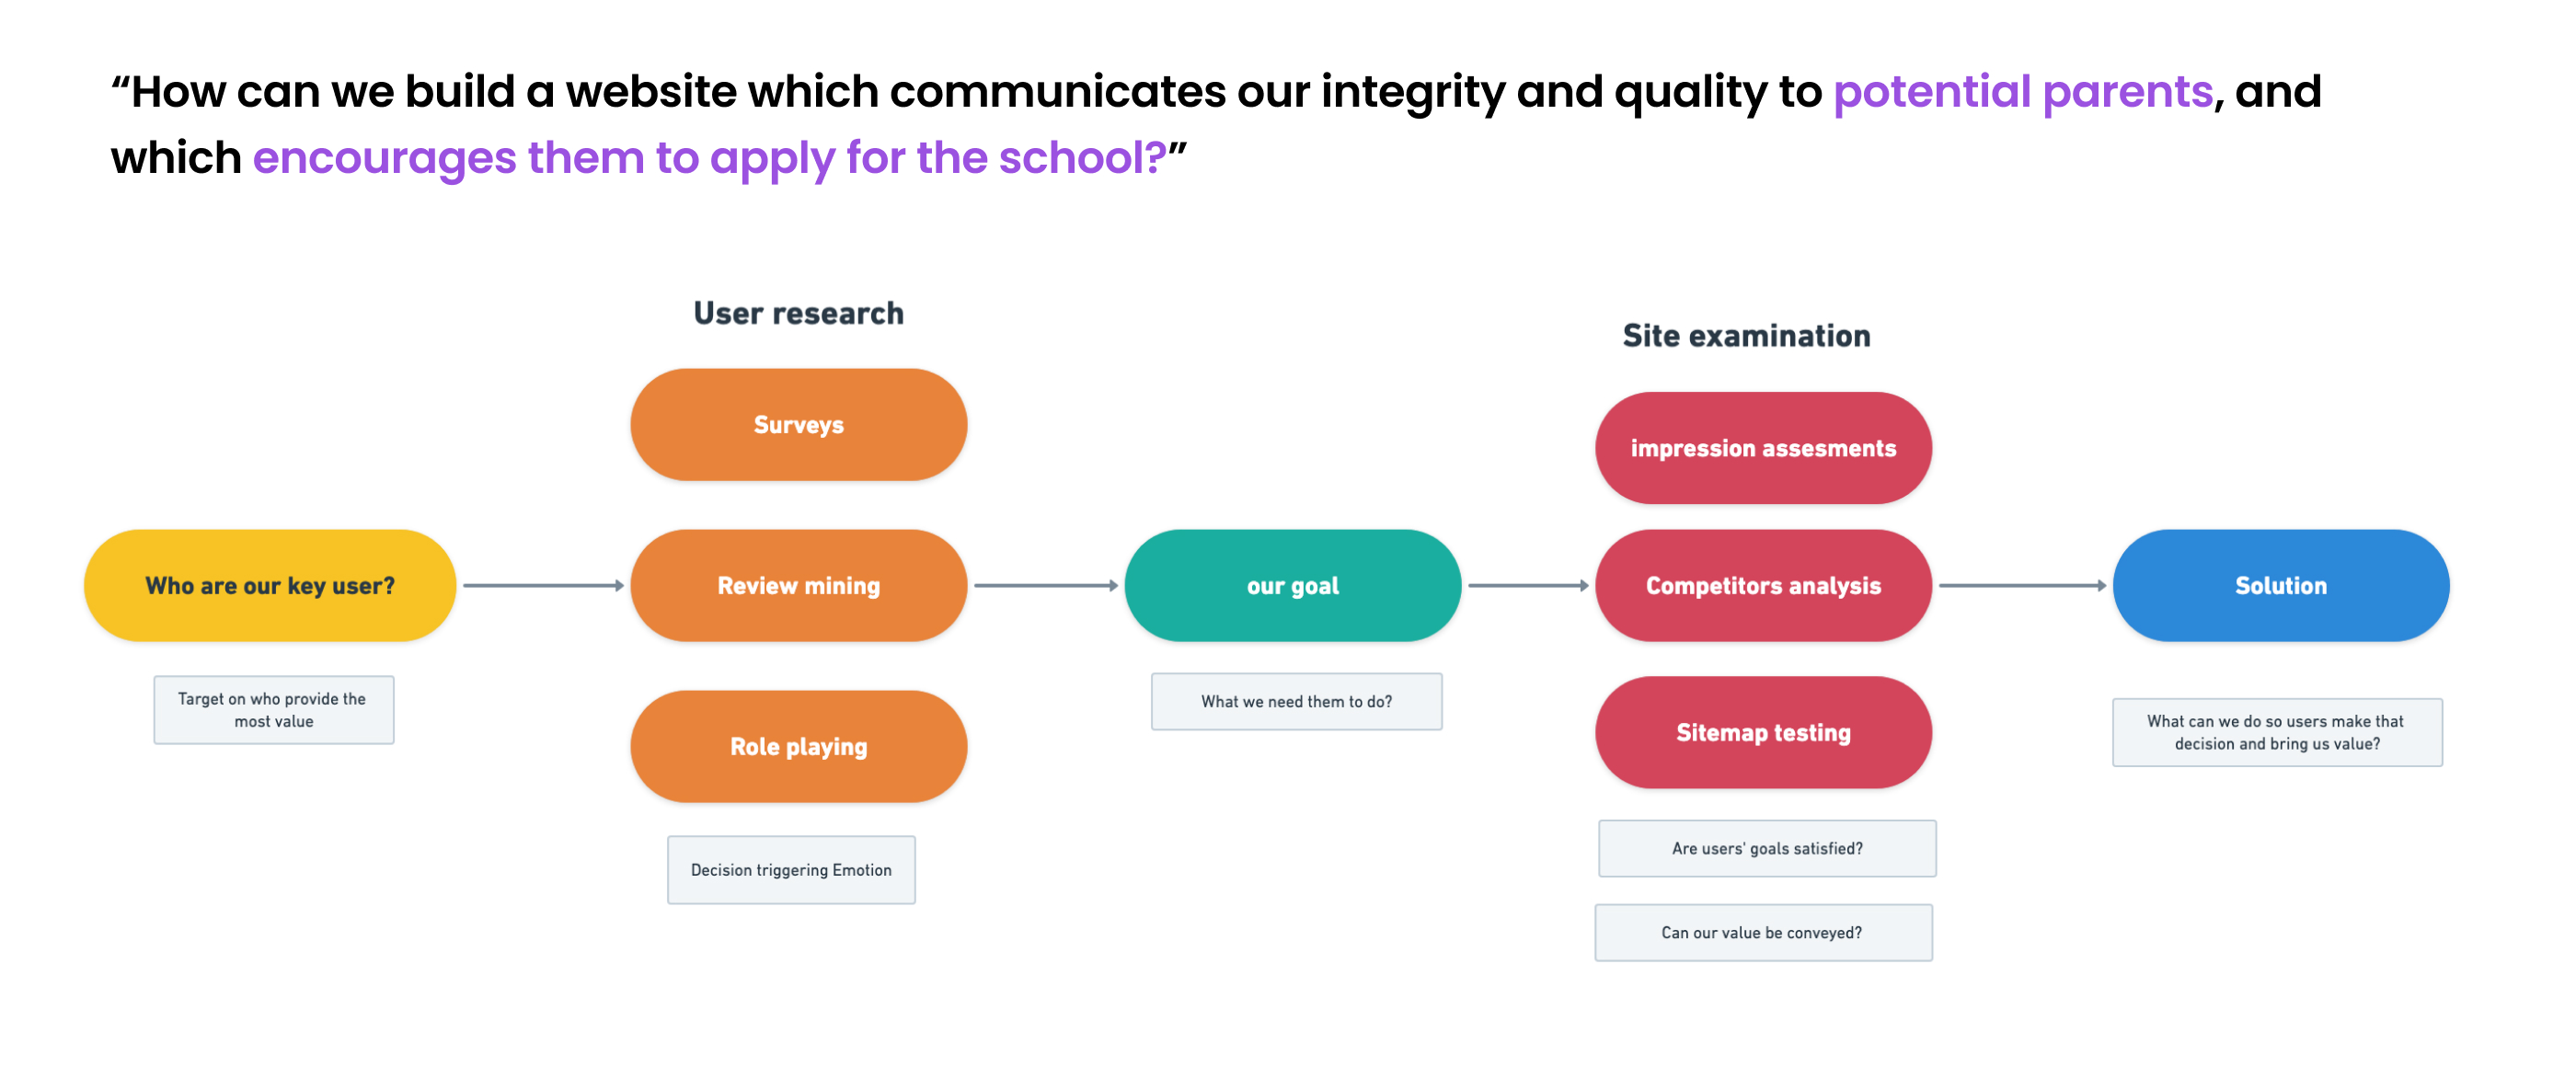 “How can we build a website which communicates our integrity and quality to potential parents, and
which encourages them to apply for the school?”
User research
Site examination
Surveys
impression assesments
Who are our key user?
Review mining
our goal
Competitors analysis
Solution
Target on who provide the
most value
What we need them to do?
Role playing
Sitemap testing
What can we do so users make that
decision and bring us value?
Decision triggering Emotion
Are users' goals satisfied?
Can our value be conveyed?